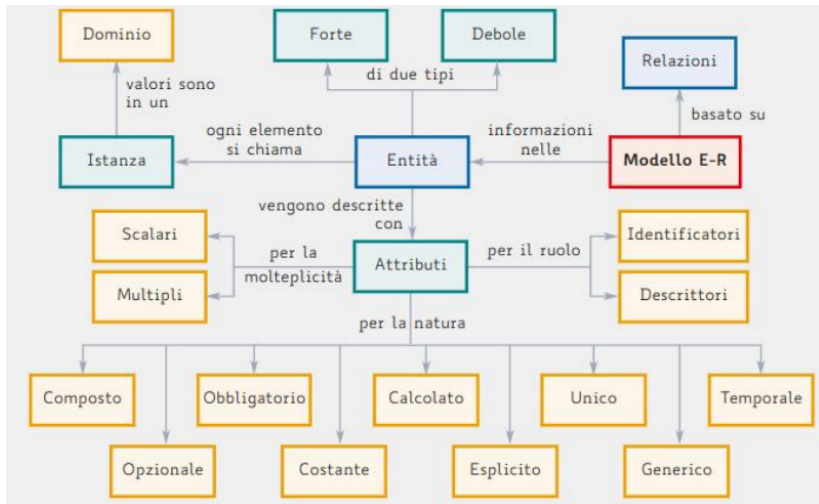 Dominio
Forte
Debole
Relazioni
valori sono
in un
di due tipi
basato su
ogni elemento
si chiama
informazioni
nelle
Istanza
Entità
Modello E-R
vengono descritte
con
Scalari
Identificatori
per la
molteplicità
Attributi
per il ruolo
Multipli
Descrittori
per la natura
Composto
Obbligatorio
Calcolato
Unico
Temporale
Opzionale
Costante
Esplicito
Generico